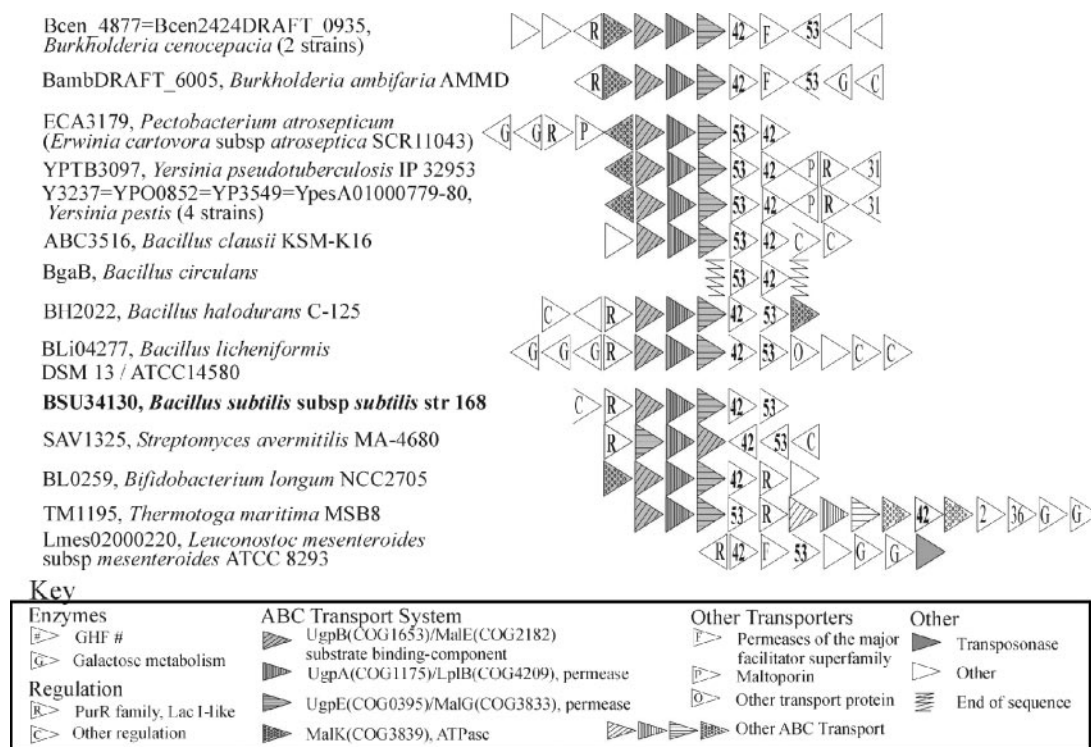 Bcen_4877=Bcen2424DRAFT_0935,
Burkholderia cenocepacia (2 strains)
R 42 F 53
BambDRAFT_6005, Burkholderia ambifaria AMMD
R 42 F 53 G C
ECA3179, Pectobacterium atrosepticum
(Erwinia cartovora subsp atroseptica SCR11043)
G G R P 53 42
YPTB3097, Yersinia pseudotuberculosis IP 32953
53 42 P R 31
Y3237=YPO0852=YP3549=YpesA01000779-80,
Yersinia pestis (4 strains)
53 42 P R 31
ABC3516, Bacillus clausii KSM-K16
53 42 C C
BgaB, Bacillus circulans
53 42
BH2022, Bacillus halodurans C-125
C R 42 53
BLi04277, Bacillus licheniformis
DSM 13 / ATCC14580
G G G R 42 53 O C C
BSU34130, Bacillus subtilis subsp subtilis str 168
C R 42 53
SAV1325, Streptomyces avermitilis MA-4680
R 42 53 C
BL0259, Bifidobacterium longum NCC2705
42 R
TM1195, Thermotoga maritima MSB8
53 R 42 2 36 G G
Lmes02000220, Leuconostoc mesenteroides
subsp mesenteroides ATCC 8293
R 42 F 53 G G
Key
Enzymes
# GHF #
G Galactose metabolism
Regulation
R PurR family, Lac I-like
C Other regulation
ABC Transport System
UgpB(COG1653)/MalE(COG2182)
substrate binding-component
UgpA(COG1175)/LplB(COG4209), permease
UgpE(COG0395)/MalG(COG3833), permease
MalK(COG3839), ATPase
Other Transporters
F Permeases of the major
facilitator superfamily
P Maltoporin
O Other transport protein
Other ABC Transport
Other
Transposonase
Other
End of sequence